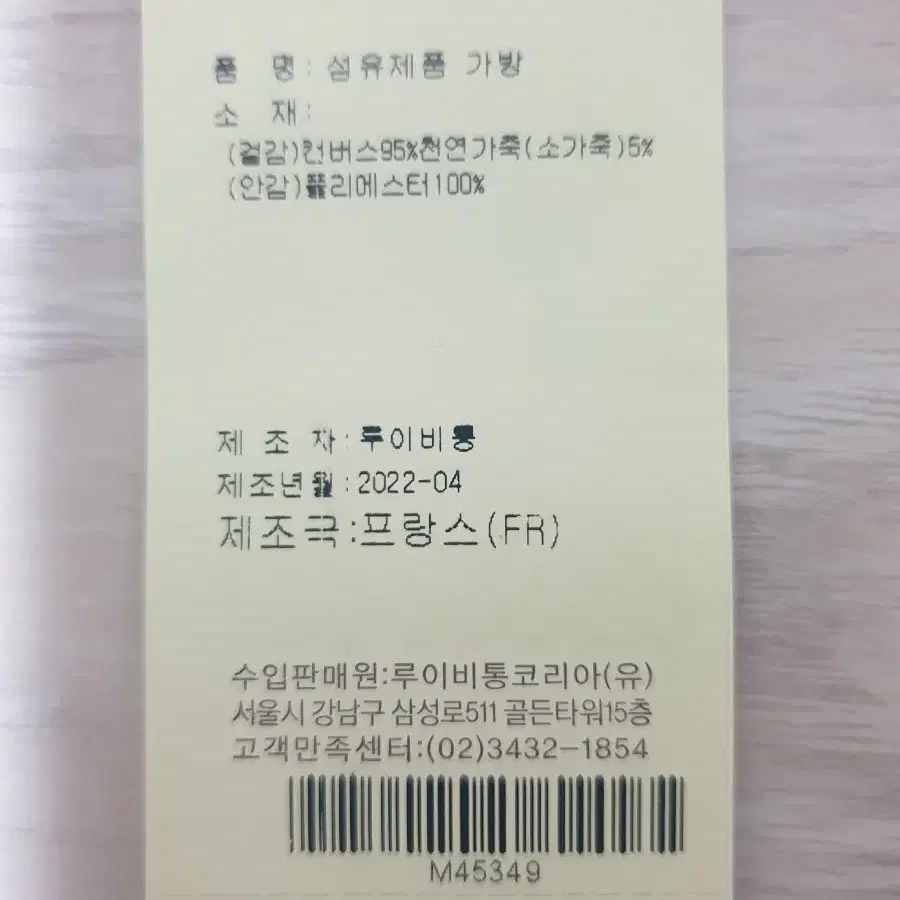 품 명: 섬유제품 가방
소 재:
(겉감)컨버스95%천연가죽(소가죽)5%
(안감)폴리에스터100%
제 조 자:루이비통
제조년월:2022-04
제조국:프랑스(FR)
수입판매원:루이비통코리아(유)
서울시 강남구 삼성로511 골든타워15층
고객만족센터:(02)3432-1854
M45349